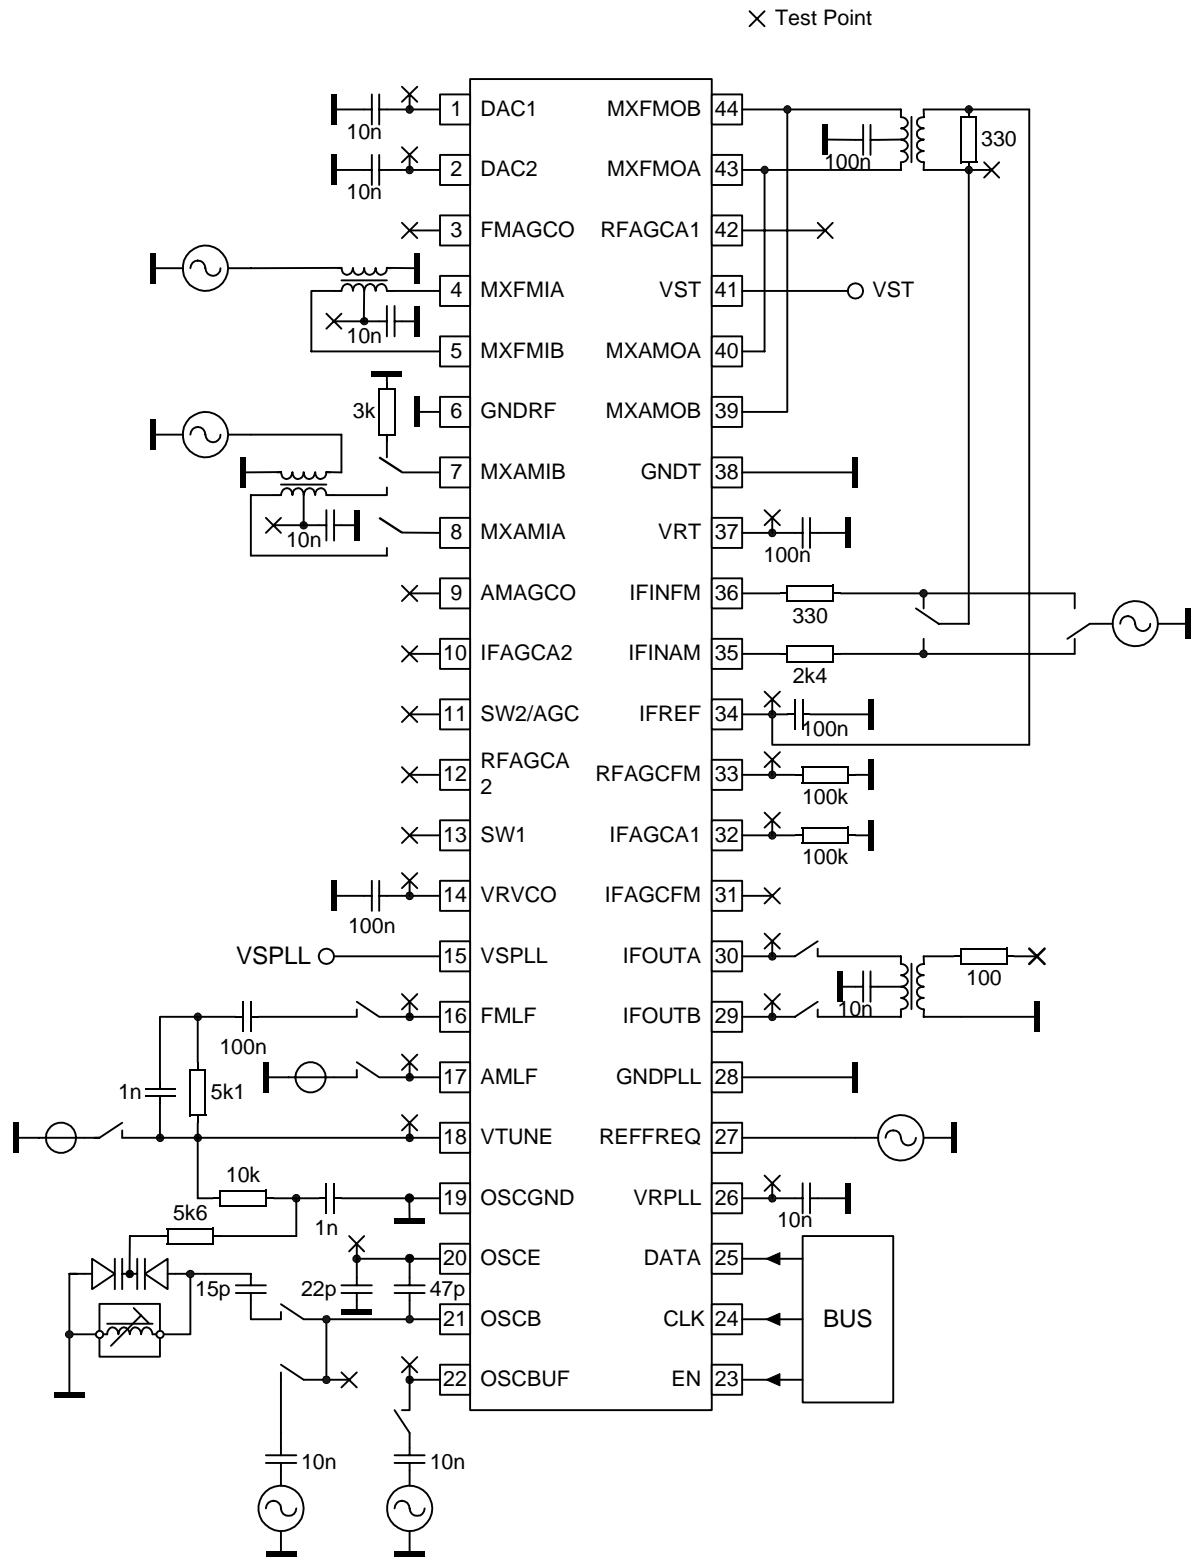 Test Point
1 DAC1 MXFMOB 44
10n
330
100n
2 DAC2 MXFMOA 43
10n
3 FMAGCO RFAGCA1 42
4 MXFMIA VST 41 VST
10n
5 MXFMIB MXAMOA 40
3k
6 GNDRF MXAMOB 39
7 MXAMIB GNDT 38
10n
8 MXAMIA VRT 37
100n
9 AMAGCO IFINFM 36
330
10 IFAGCA2 IFINAM 35
2k4
11 SW2/AGC IFREF 34
100n
12 RFAGCA
2
RFAGCFM 33
100k
13 SW1 IFAGCA1 32
100k
14 VRVCO IFAGCFM 31
100n
VSPLL 15 VSPLL IFOUTA 30
100
10n
16 FMLF IFOUTB 29
100n
1n 5k1
17 AMLF GNDPLL 28
18 VTUNE REFFREQ 27
10k
19 OSCGND VRPLL 26
1n
10n
5k6
20 OSCE DATA 25
15p 22p 47p
21 OSCB CLK 24 BUS
22 OSCBUF EN 23
10n 10n